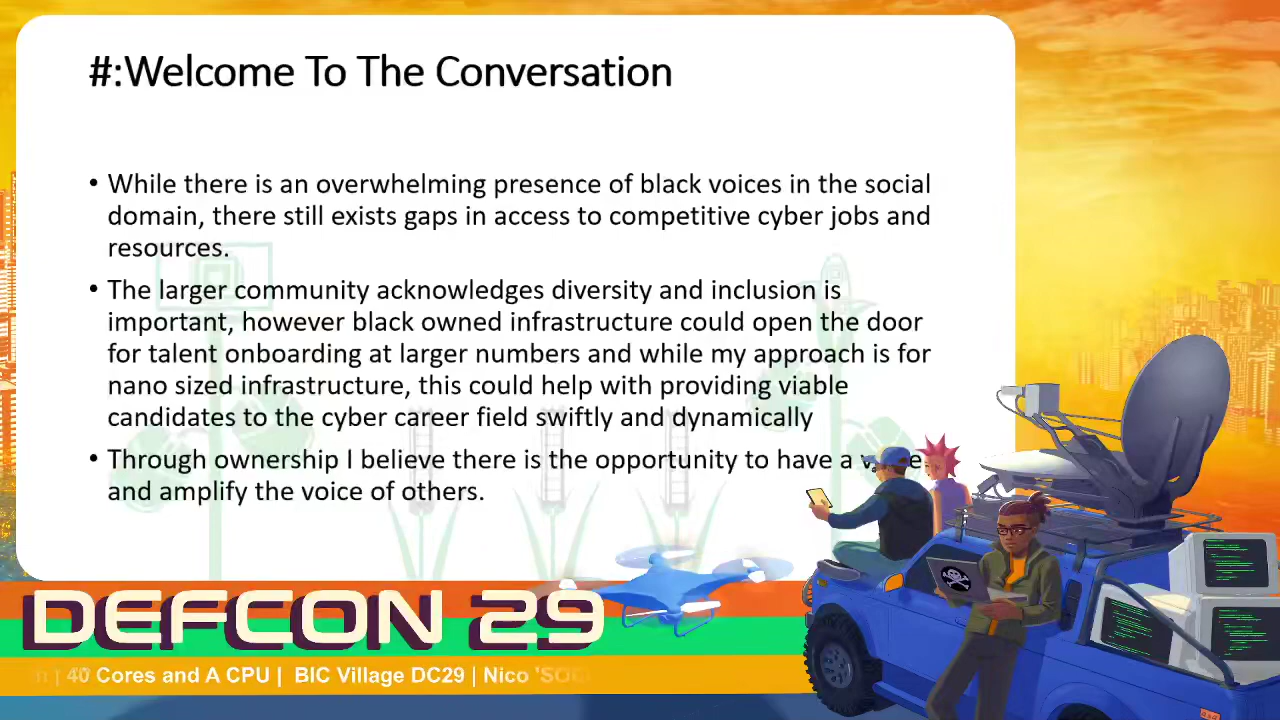 #:Welcome To The Conversation
• While there is an overwhelming presence of black voices in the social
domain, there still exists gaps in access to competitive cyber jobs and
resources.
• The larger community acknowledges diversity and inclusion is
important, however black owned infrastructure could open the door
for talent onboarding at larger numbers and while my approach is for
nano sized infrastructure, this could help with providing viable
candidates to the cyber career field swiftly and dynamically
• Through ownership I believe there is the opportunity to have a
and amplify the voice of others.
DEFCON 29
| 40 Cores and A CPU | BIC Village DC29 | Nico